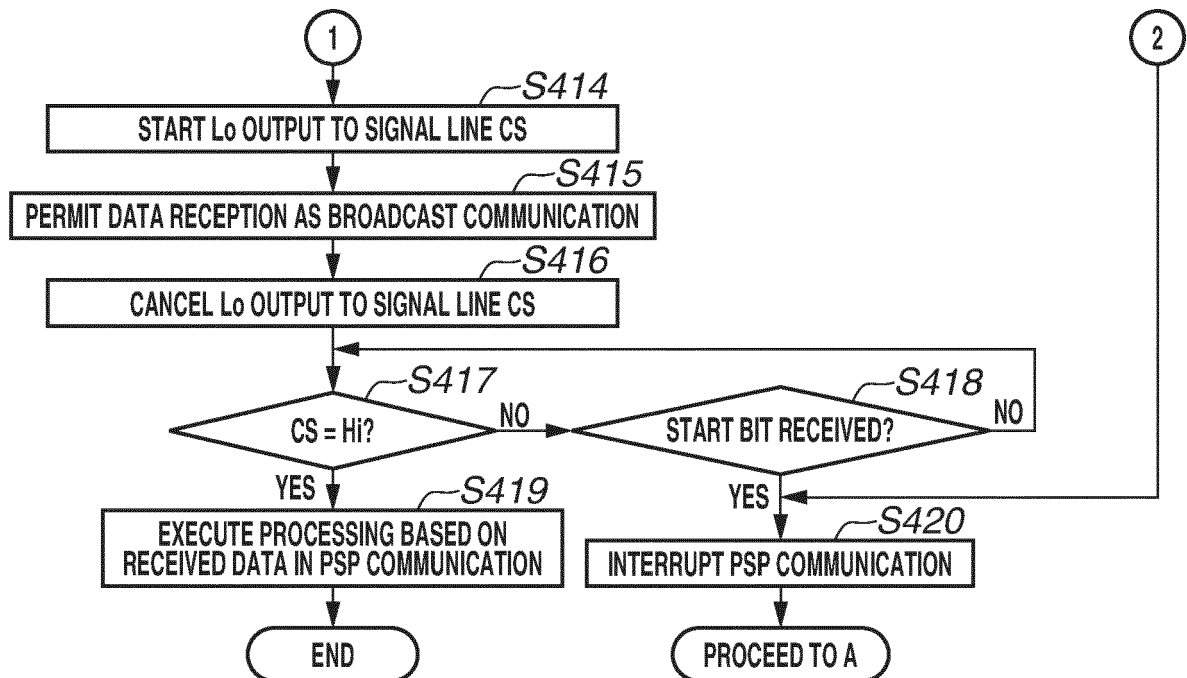 1
2
S414
START Lo OUTPUT TO SIGNAL LINE CS
S415
PERMIT DATA RECEPTION AS BROADCAST COMMUNICATION
S416
CANCEL Lo OUTPUT TO SIGNAL LINE CS
S417
CS = Hi?
NO
S418
START BIT RECEIVED?
NO
YES
S419
EXECUTE PROCESSING BASED ON
RECEIVED DATA IN PSP COMMUNICATION
YES
S420
INTERRUPT PSP COMMUNICATION
END
PROCEED TO A